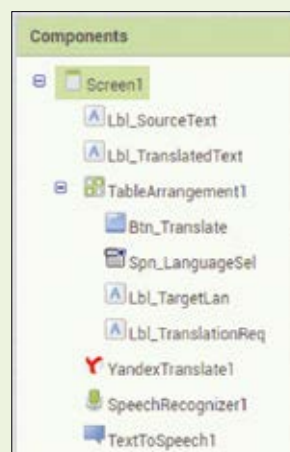 Components
Screen1
Lbl_SourceText
Lbl_TranslatedText
TableArrangement1
Btn_Translate
Spn_LanguageSel
Lbl_TargetLan
Lbl_TranslationReq
YandexTranslate1
SpeechRecognizer1
TextToSpeech1